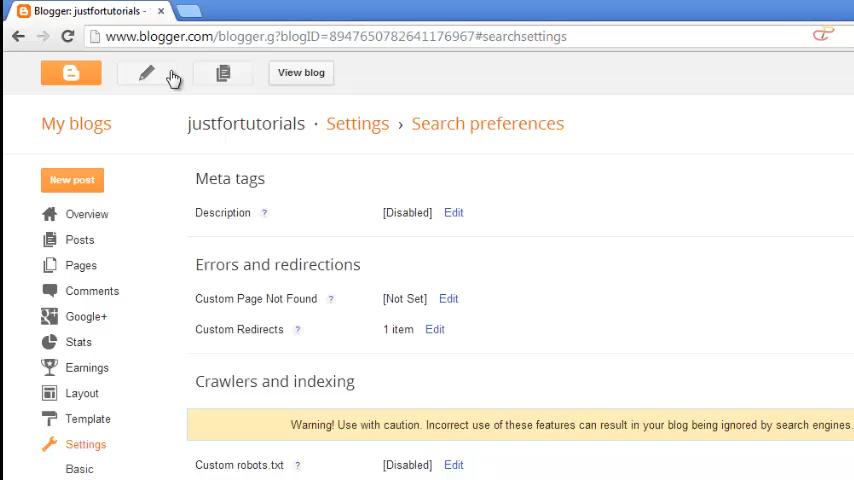 Blogger: justfortutorials -
www.blogger.com/blogger.g?blogID=8947650782641176967#searchsettings
View blog
My blogs
justfortutorials · Settings › Search preferences
New post
Overview
Posts
Pages
Comments
Google+
Stats
Earnings
Layout
Template
Settings
Basic
Meta tags
Description ? [Disabled] Edit
Errors and redirections
Custom Page Not Found ? [Not Set] Edit
Custom Redirects ? 1 item Edit
Crawlers and indexing
Warning! Use with caution. Incorrect use of these features can result in your blog being ignored by search engines.
Custom robots.txt ? [Disabled] Edit